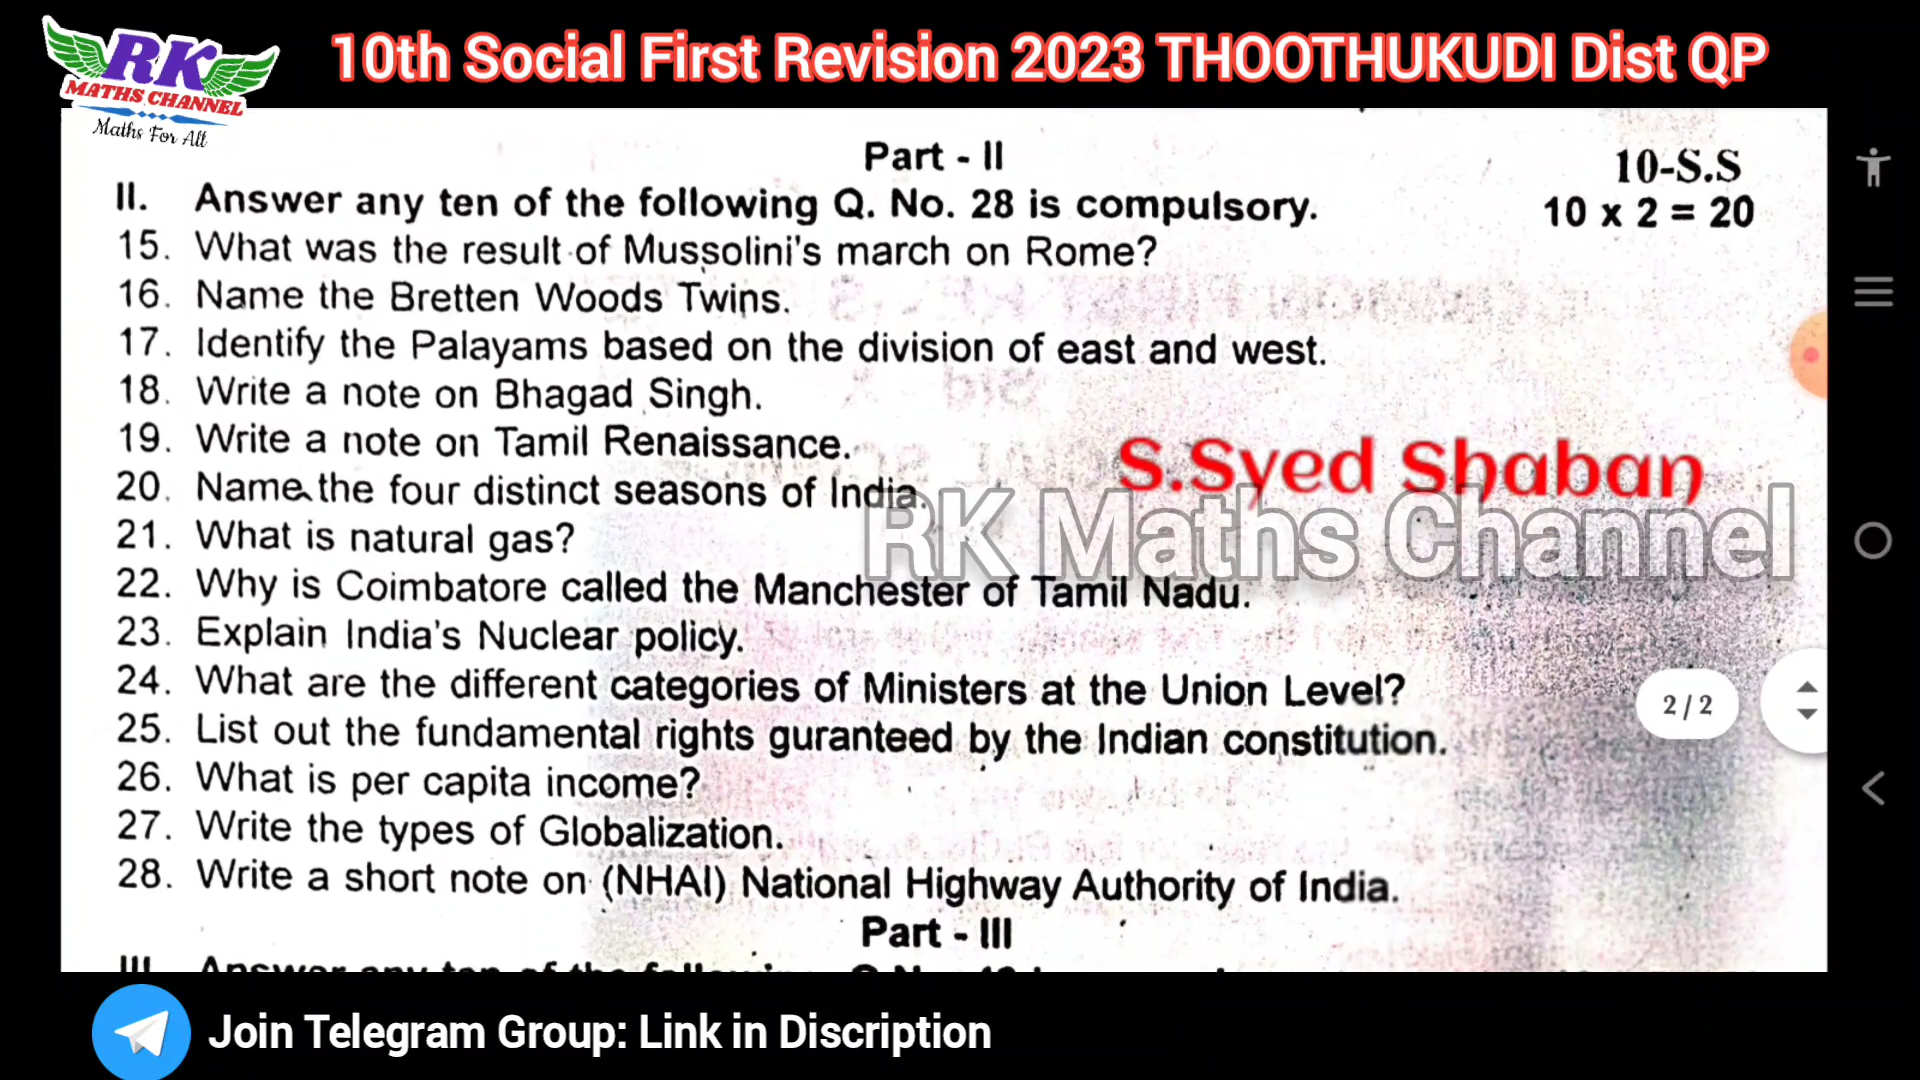 RK
MATHS CHANNEL
Maths For All
10th Social First Revision 2023 THOOTHUKUDI Dist QP
Part - II
10-S.S
II. Answer any ten of the following Q. No. 28 is compulsory.
10 x 2 = 20
15. What was the result of Mussolini's march on Rome?
16. Name the Bretten Woods Twins.
17. Identify the Palayams based on the division of east and west.
18. Write a note on Bhagad Singh.
19. Write a note on Tamil Renaissance.
S.Syed Shaban
20. Name the four distinct seasons of India.
RK Maths Channel
21. What is natural gas?
22. Why is Coimbatore called the Manchester of Tamil Nadu.
23. Explain India's Nuclear policy.
24. What are the different categories of Ministers at the Union Level?
2/2
25. List out the fundamental rights guranteed by the Indian constitution.
26. What is per capita income?
27. Write the types of Globalization.
28. Write a short note on (NHAI) National Highway Authority of India.
Part - III
III. Answer any ten of the following
Join Telegram Group: Link in Discription